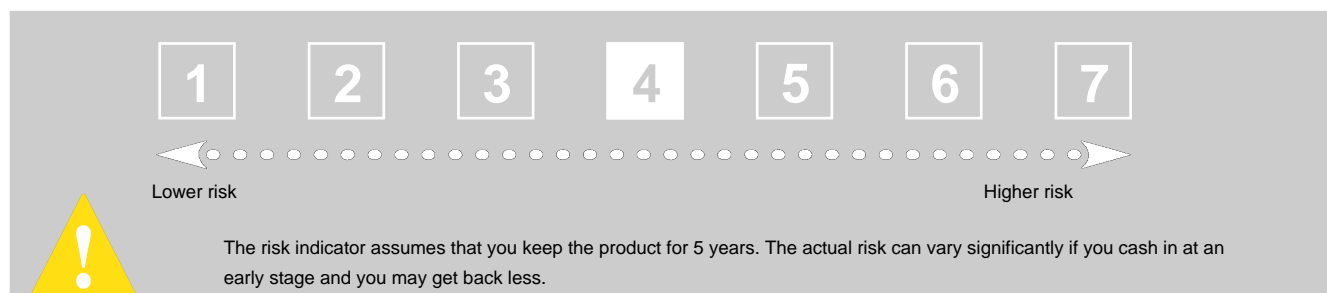 1 2 3 4 5 6 7
Lower risk Higher risk
The risk indicator assumes that you keep the product for 5 years. The actual risk can vary significantly if you cash in at an
early stage and you may get back less.
!